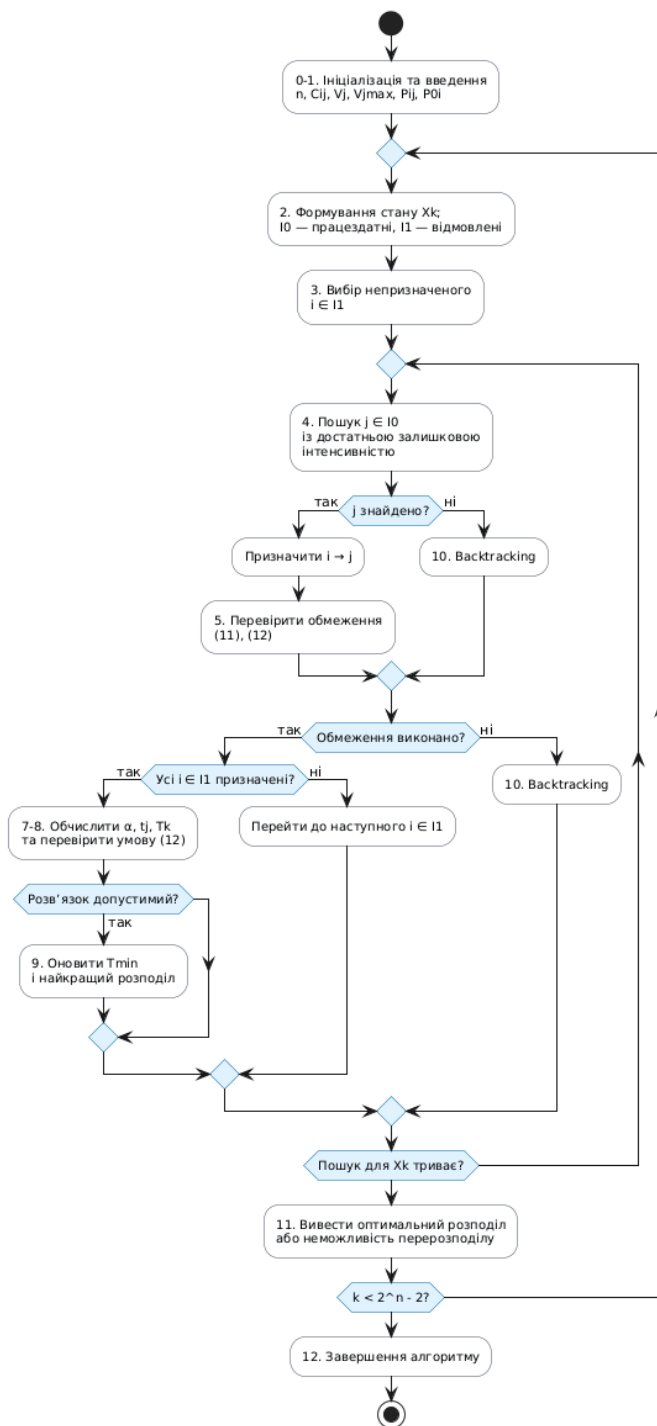 0-1. Ініціалізація та введення
n, Cij, Vj, Vjmax, Pij, P0i
2. Формування стану Xk;
I0 — працездатні, I1 — відмовлені
3. Вибір непризначеного
i ∈ I1
4. Пошук j ∈ I0
із достатньою залишковою
інтенсивністю
так
j знайдено?
ні
Призначити i → j
10. Backtracking
5. Перевірити обмеження
(11), (12)
так
Обмеження виконано?
ні
так
Усі i ∈ I1 призначені?
ні
10. Backtracking
7-8. Обчислити α, tj, Tk
та перевірити умову (12)
Перейти до наступного i ∈ I1
Розв'язок допустимий?
так
9. Оновити Tmin
і найкращий розподіл
Пошук для Xk триває?
11. Вивести оптимальний розподіл
або неможливість перерозподілу
k < 2^n - 2?
12. Завершення алгоритму